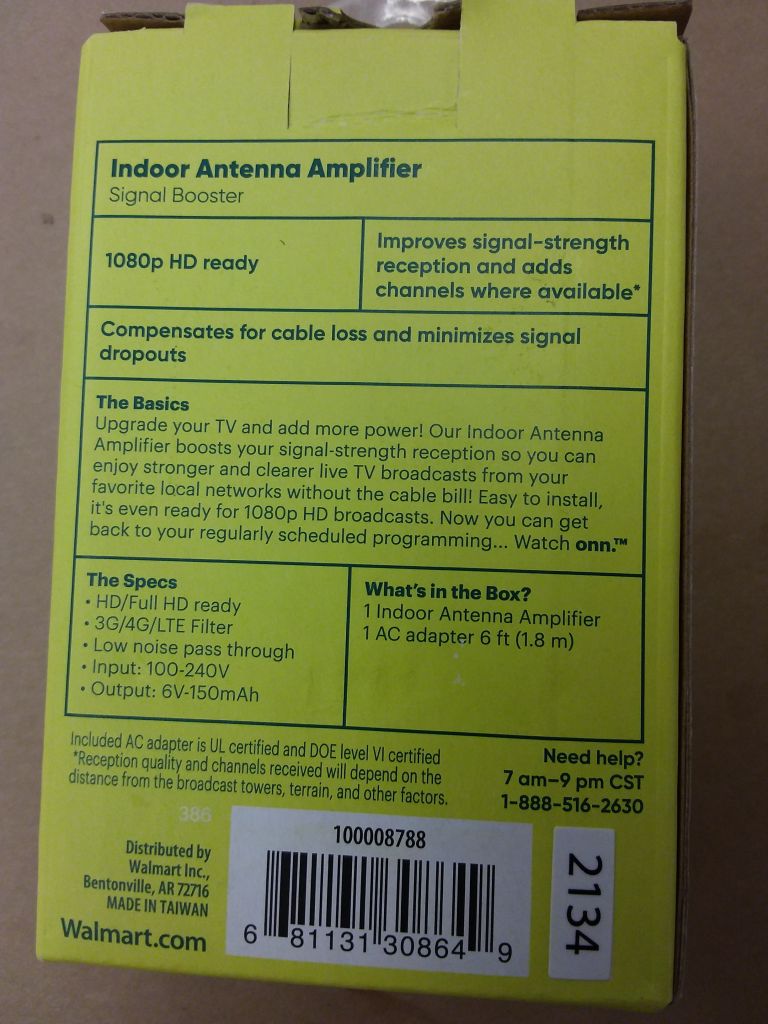 Indoor Antenna Amplifier
Signal Booster
1080p HD ready
Improves signal-strength
reception and adds
channels where available*
Compensates for cable loss and minimizes signal
dropouts
The Basics
Upgrade your TV and add more power! Our Indoor Antenna
Amplifier boosts your signal-strength reception so you can
enjoy stronger and clearer live TV broadcasts from your
favorite local networks without the cable bill! Easy to install,
it's even ready for 1080p HD broadcasts. Now you can get
back to your regularly scheduled programming... Watch onn.™
The Specs
• HD/Full HD ready
• 3G/4G/LTE Filter
• Low noise pass through
• Input: 100-240V
• Output: 6V-150mAh
What's in the Box?
1 Indoor Antenna Amplifier
1 AC adapter 6 ft (1.8 m)
Included AC adapter is UL certified and DOE level VI certified
*Reception quality and channels received will depend on the
distance from the broadcast towers, terrain, and other factors.
Need help?
7 am–9 pm CST
1-888-516-2630
386
Distributed by
Walmart Inc.,
Bentonville, AR 72716
MADE IN TAIWAN
Walmart.com
100008788
6 81131 30864 9
2134